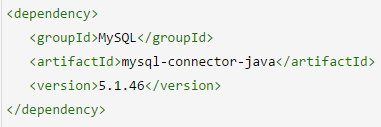 <dependency>
<groupId>MySQL</groupId>
<artifactId>mysql-connector-java</artifactId>
<version>5.1.46</version>
</dependency>